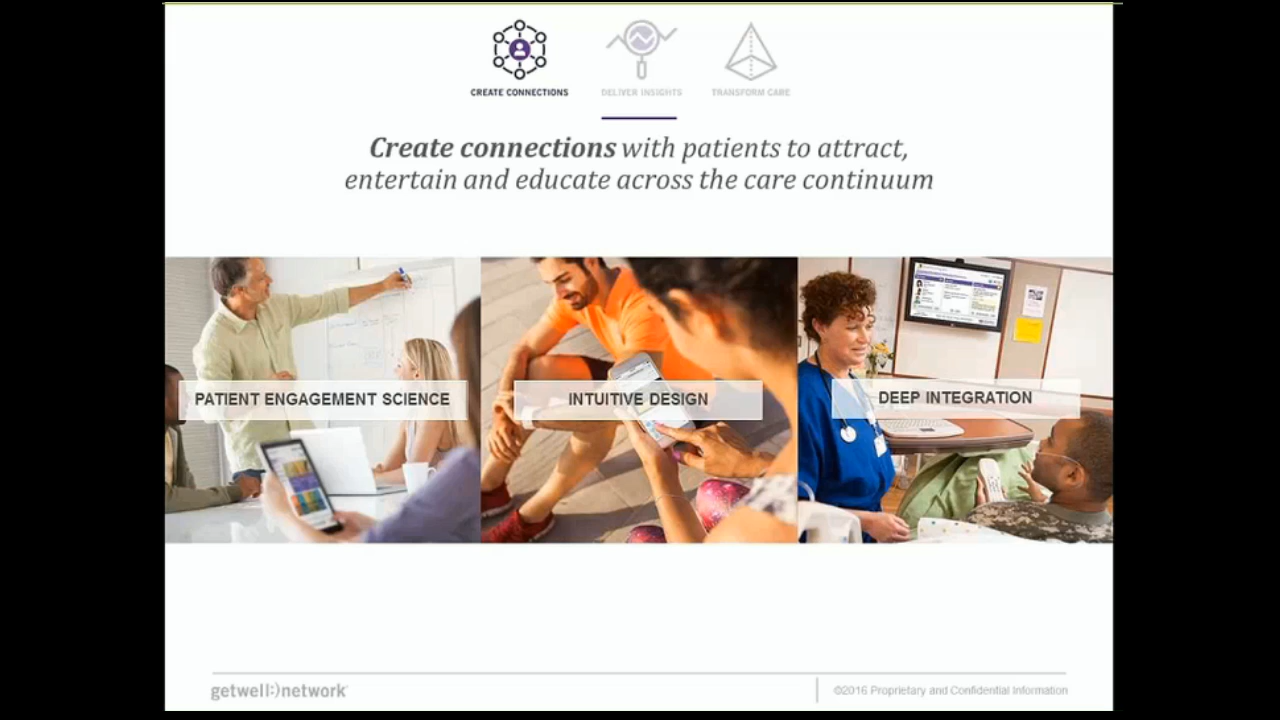 CREATE CONNECTIONS
DELIVER INSIGHTS
TRANSFORM CARE
Create connections with patients to attract,
entertain and educate across the care continuum
PATIENT ENGAGEMENT SCIENCE
INTUITIVE DESIGN
DEEP INTEGRATION
getwell:)network
©2016 Proprietary and Confidential Information